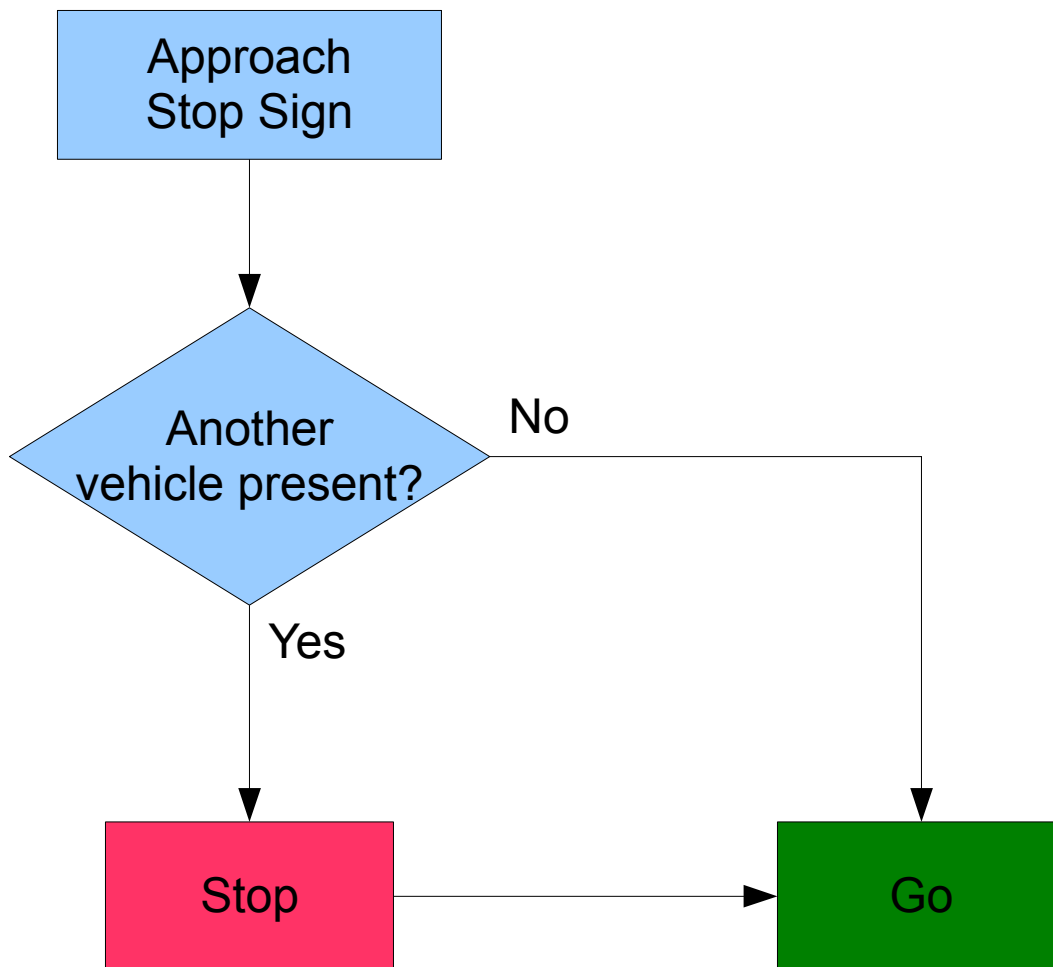 Approach
Stop Sign
Another
vehicle present?
No
Yes
Stop
Go